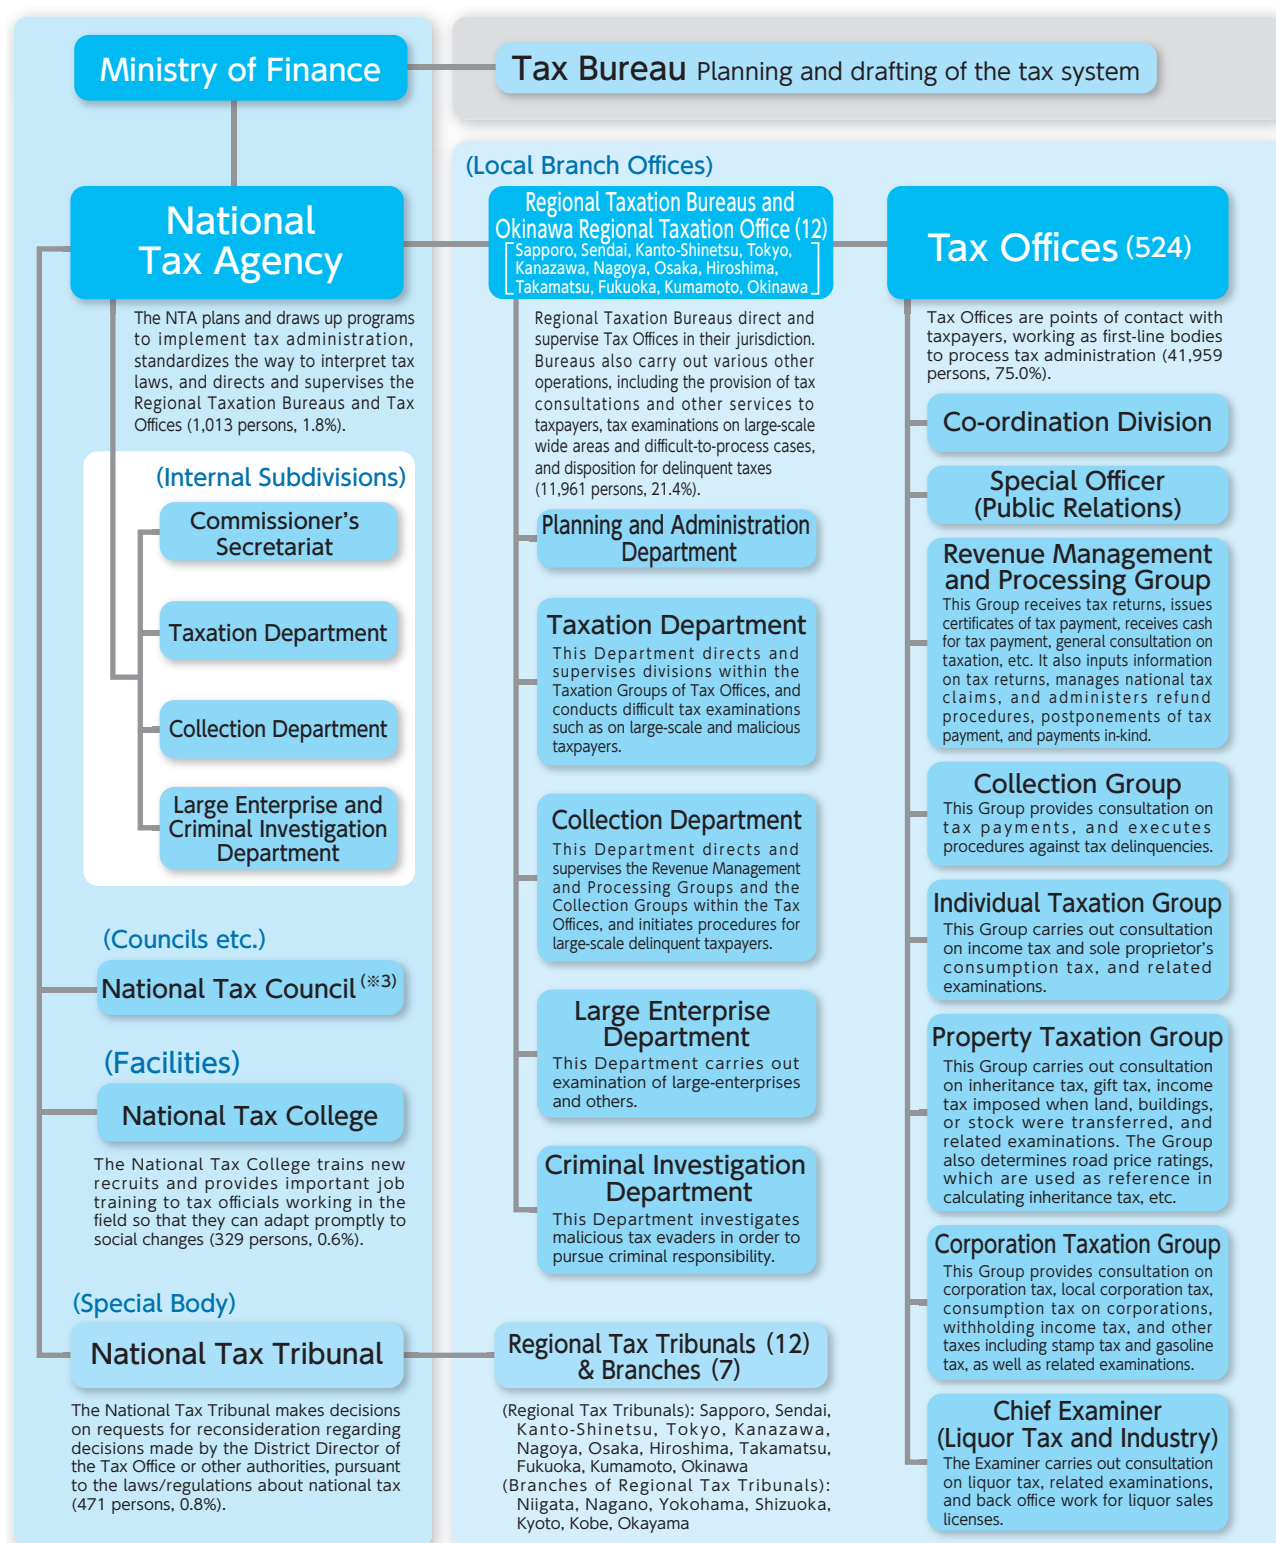 Ministry of Finance
Tax Bureau Planning and drafting of the tax system
National
Tax Agency
The NTA plans and draws up programs
to implement tax administration,
standardizes the way to interpret tax
laws, and directs and supervises the
Regional Taxation Bureaus and Tax
Offices (1,013 persons, 1.8%).
(Internal Subdivisions)
Commissioner's
Secretariat
Taxation Department
Collection Department
Large Enterprise and
Criminal Investigation
Department
(Councils etc.)
National Tax Council (※3)
(Facilities)
National Tax College
The National Tax College trains new
recruits and provides important job
training to tax officials working in the
field so that they can adapt promptly to
social changes (329 persons, 0.6%).
(Special Body)
National Tax Tribunal
The National Tax Tribunal makes decisions
on requests for reconsideration regarding
decisions made by the District Director of
the Tax Office or other authorities, pursuant
to the laws/regulations about national tax
(471 persons, 0.8%).
(Local Branch Offices)
Regional Taxation Bureaus and
Okinawa Regional Taxation Office (12)
[Sapporo, Sendai, Kanto-Shinetsu, Tokyo,
Kanazawa, Nagoya, Osaka, Hiroshima,
Takamatsu, Fukuoka, Kumamoto, Okinawa]
Regional Taxation Bureaus direct and
supervise Tax Offices in their jurisdiction.
Bureaus also carry out various other
operations, including the provision of tax
consultations and other services to
taxpayers, tax examinations on large-scale
wide areas and difficult-to-process cases,
and disposition for delinquent taxes
(11,961 persons, 21.4%).
Planning and Administration
Department
Taxation Department
This Department directs and
supervises divisions within the
Taxation Groups of Tax Offices, and
conducts difficult tax examinations
such as on large-scale and malicious
taxpayers.
Collection Department
This Department directs and
supervises the Revenue Management
and Processing Groups and the
Collection Groups within the Tax
Offices, and initiates procedures for
large-scale delinquent taxpayers.
Large Enterprise
Department
This Department carries out
examination of large-enterprises
and others.
Criminal Investigation
Department
This Department investigates
malicious tax evaders in order to
pursue criminal responsibility.
Regional Tax Tribunals (12)
& Branches (7)
(Regional Tax Tribunals): Sapporo, Sendai,
Kanto-Shinetsu, Tokyo, Kanazawa,
Nagoya, Osaka, Hiroshima, Takamatsu,
Fukuoka, Kumamoto, Okinawa
(Branches of Regional Tax Tribunals):
Niigata, Nagano, Yokohama, Shizuoka,
Kyoto, Kobe, Okayama
Tax Offices (524)
Tax Offices are points of contact with
taxpayers, working as first-line bodies
to process tax administration (41,959
persons, 75.0%).
Co-ordination Division
Special Officer
(Public Relations)
Revenue Management
and Processing Group
This Group receives tax returns, issues
certificates of tax payment, receives cash
for tax payment, general consultation on
taxation, etc. It also inputs information
on tax returns, manages national tax
claims, and administers refund
procedures, postponements of tax
payment, and payments in-kind.
Collection Group
This Group provides consultation on
tax payments, and executes
procedures against tax delinquencies.
Individual Taxation Group
This Group carries out consultation
on income tax and sole proprietor's
consumption tax, and related
examinations.
Property Taxation Group
This Group carries out consultation
on inheritance tax, gift tax, income
tax imposed when land, buildings,
or stock were transferred, and
related examinations. The Group
also determines road price ratings,
which are used as reference in
calculating inheritance tax, etc.
Corporation Taxation Group
This Group provides consultation on
corporation tax, local corporation tax,
consumption tax on corporations,
withholding income tax, and other
taxes including stamp tax and gasoline
tax, as well as related examinations.
Chief Examiner
(Liquor Tax and Industry)
The Examiner carries out consultation
on liquor tax, related examinations,
and back office work for liquor sales
licenses.